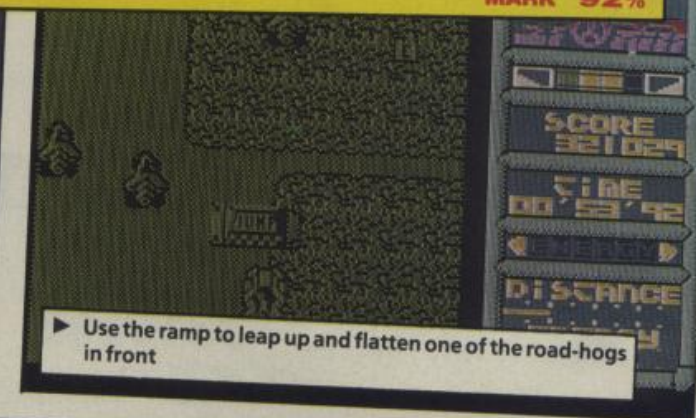 MARK 92%
SCORE
321029
TIME
00'53'92
ENERGY
JUMP
DISTANCE
► Use the ramp to leap up and flatten one of the road-hogs
in front